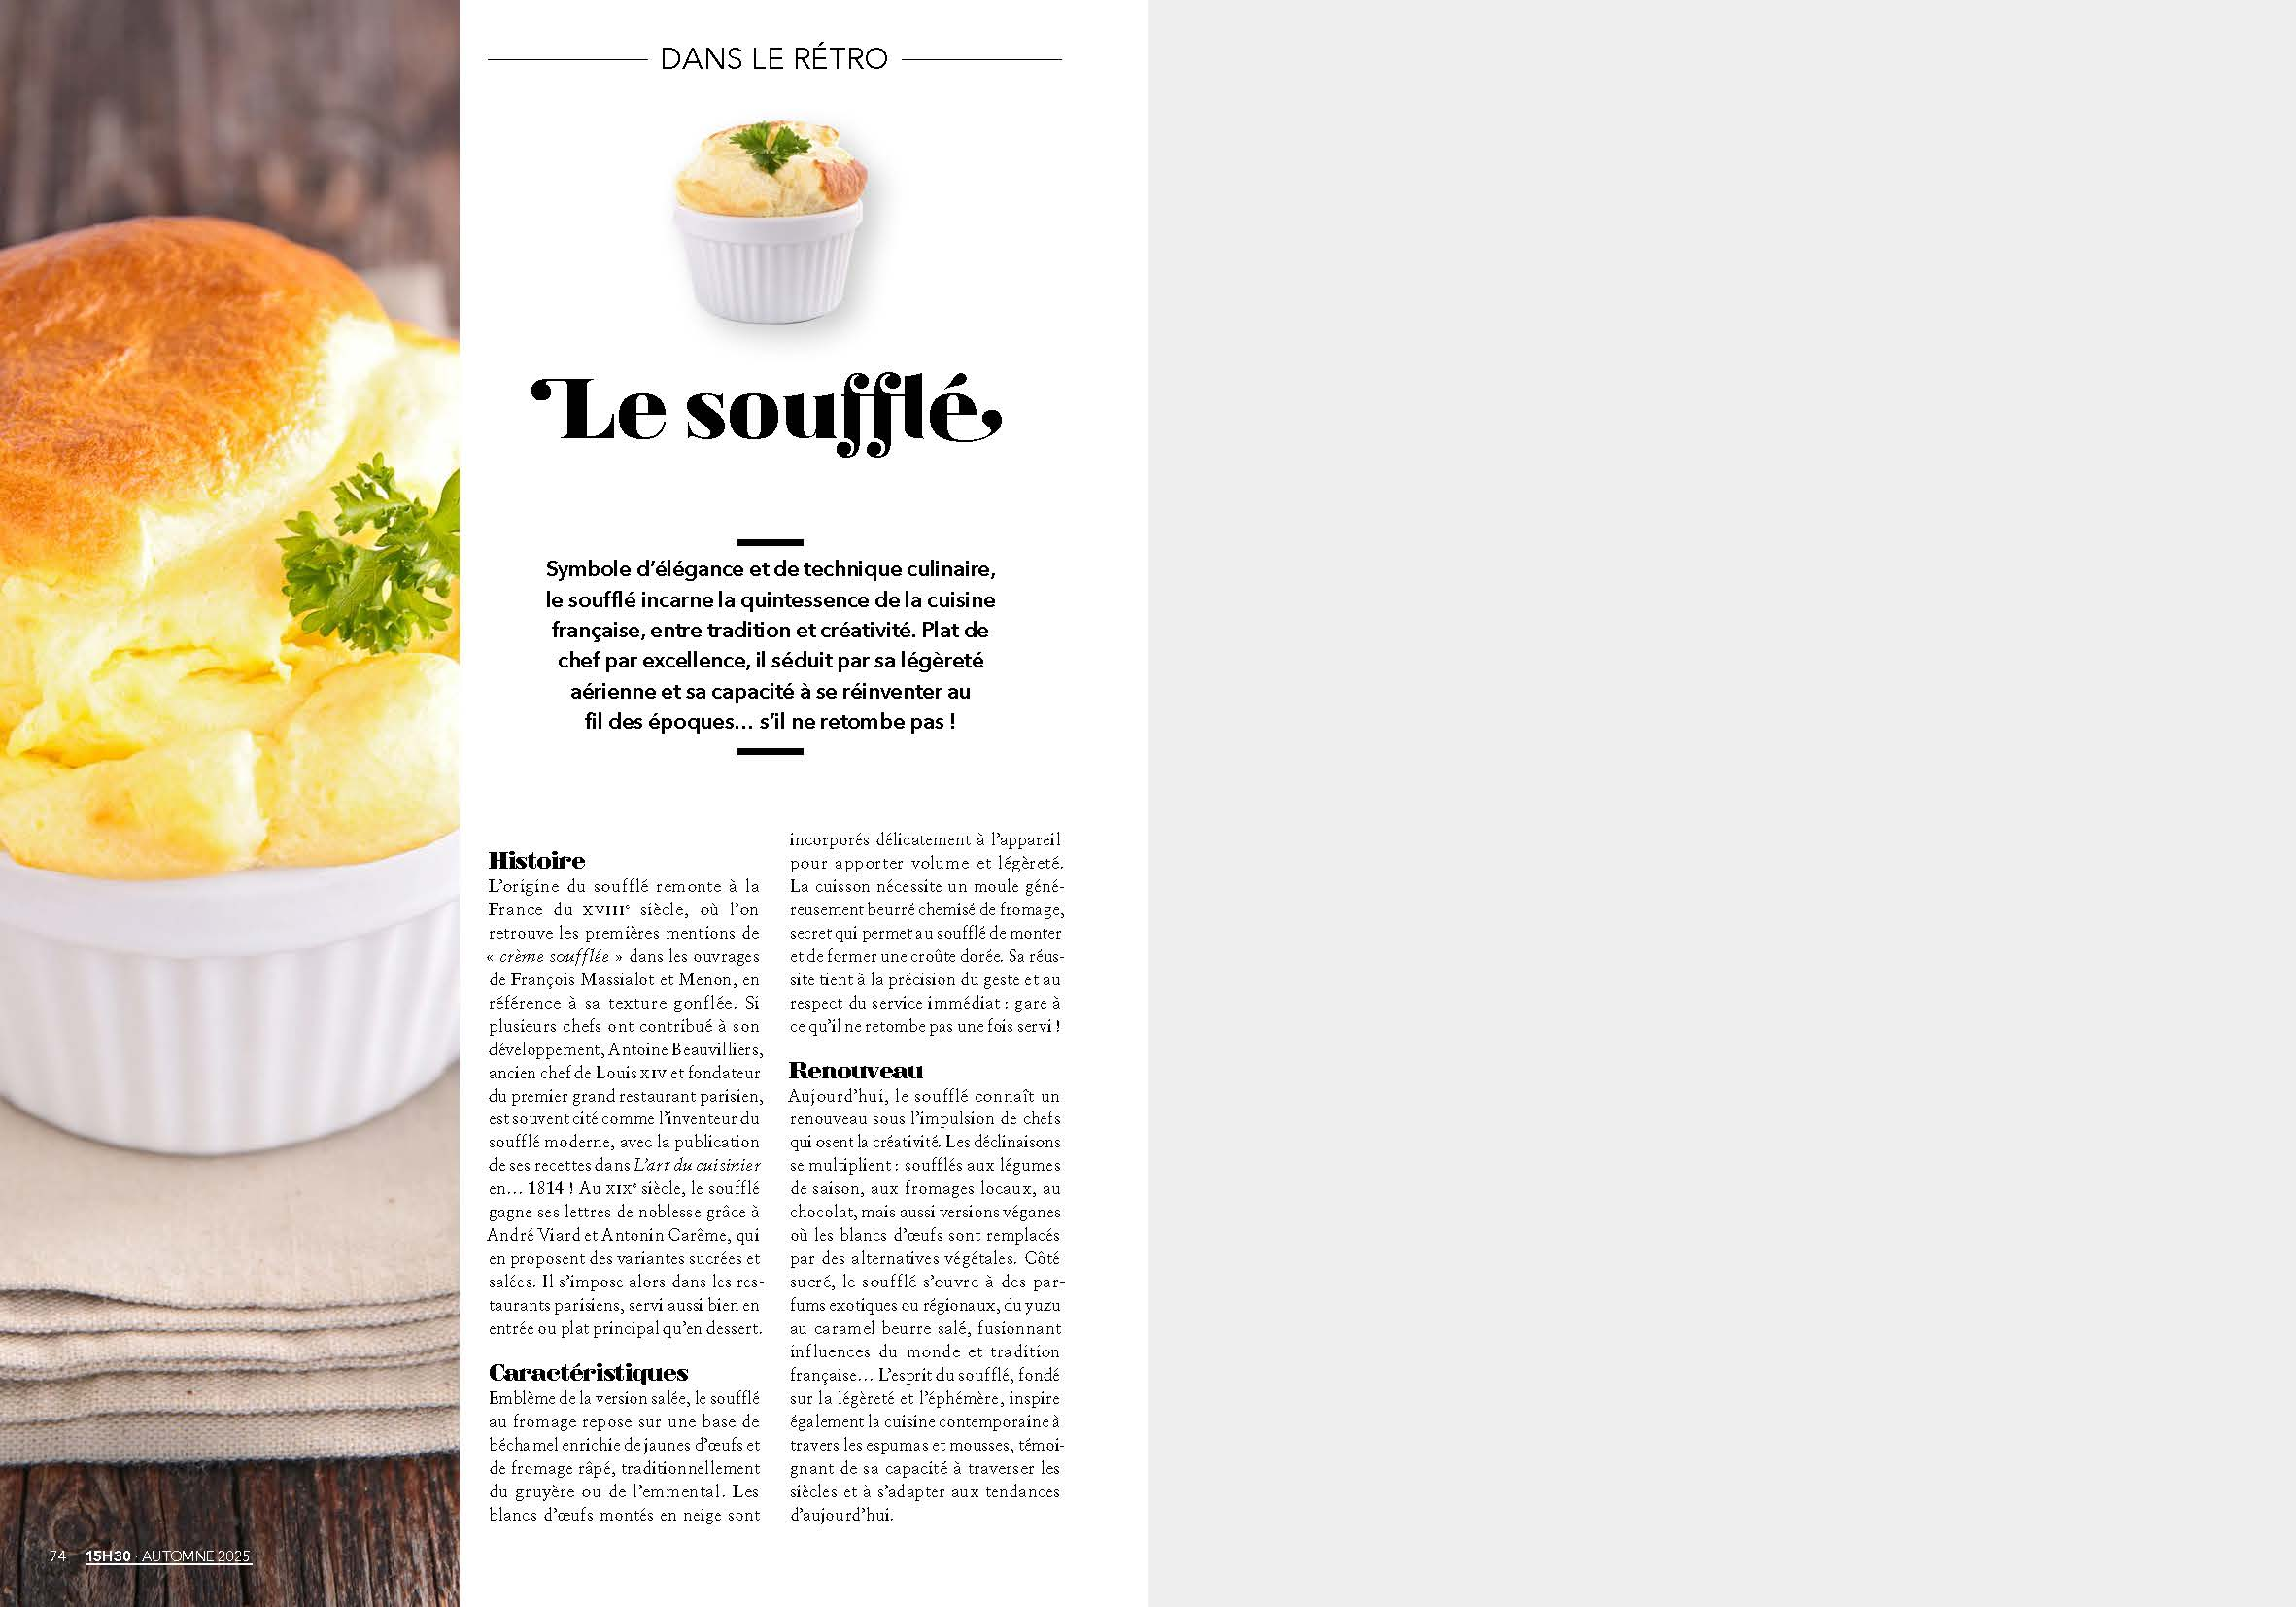 DANS LE RÉTRO
Le soufflé
Symbole d’élégance et de technique culinaire,
le soufflé incarne la quintessence de la cuisine
française, entre tradition et créativité. Plat de
chef par excellence, il séduit par sa légèreté
aérienne et sa capacité à se réinventer au
fil des époques… s’il ne retombe pas !
Histoire
L’origine du soufflé remonte à la
France du XVIIIe siècle, où l’on
retrouve les premières mentions de
« crème soufflée » dans les ouvrages
de François Massialot et Menon, en
référence à sa texture gonflée. Si
plusieurs chefs ont contribué à son
développement, Antoine Beauvilliers,
ancien chef de Louis XIV et fondateur
du premier grand restaurant parisien,
est souvent cité comme l’inventeur du
soufflé moderne, avec la publication
de ses recettes dans L’art du cuisinier
en… 1814 ! Au XIXe siècle, le soufflé
gagne ses lettres de noblesse grâce à
André Viard et Antonin Carême, qui
en proposent des variantes sucrées et
salées. Il s’impose alors dans les res-
taurants parisiens, servi aussi bien en
entrée ou plat principal qu’en dessert.
Caractéristiques
Emblème de la version salée, le soufflé
au fromage repose sur une base de
béchamel enrichie de jaunes d’œufs et
de fromage râpé, traditionnellement
du gruyère ou de l’emmental. Les
blancs d’œufs montés en neige sont
incorporés délicatement à l’appareil
pour apporter volume et légèreté.
La cuisson nécessite un moule géné-
reusement beurré chemisé de fromage,
secret qui permet au soufflé de monter
et de former une croûte dorée. Sa réus-
site tient à la précision du geste et au
respect du service immédiat : gare à
ce qu’il ne retombe pas une fois servi !
Renouveau
Aujourd’hui, le soufflé connaît un
renouveau sous l’impulsion de chefs
qui osent la créativité. Les déclinaisons
se multiplient : soufflés aux légumes
de saison, aux fromages locaux, au
chocolat, mais aussi versions véganes
où les blancs d’œufs sont remplacés
par des alternatives végétales. Côté
sucré, le soufflé s’ouvre à des par-
fums exotiques ou régionaux, du yuzu
au caramel beurre salé, fusionnant
influences du monde et tradition
française… L’esprit du soufflé, fondé
sur la légèreté et l’éphémère, inspire
également la cuisine contemporaine à
travers les espumas et mousses, témoi-
gnant de sa capacité à traverser les
siècles et à s’adapter aux tendances
d’aujourd’hui.
74 15H30 · AUTOMNE 2025